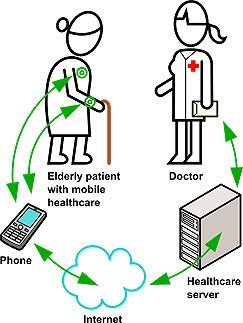 Elderly patient
with mobile
healthcare
Doctor
Phone
Internet
Healthcare
server